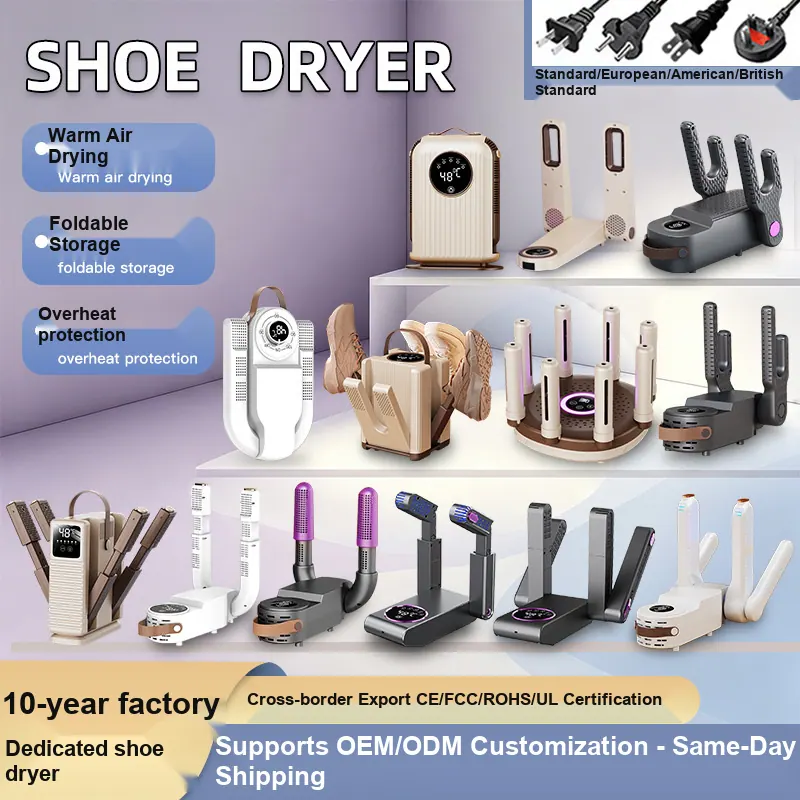 SHOE DRYER
Standard/European/American/British
Standard
Warm Air
Drying
Warm air drying
Foldable
Storage
foldable storage
Overheat
protection
overheat protection
48°C
48°C
10-year factory
Cross-border Export CE/FCC/ROHS/UL Certification
Dedicated shoe
dryer
Supports OEM/ODM Customization - Same-Day
Shipping